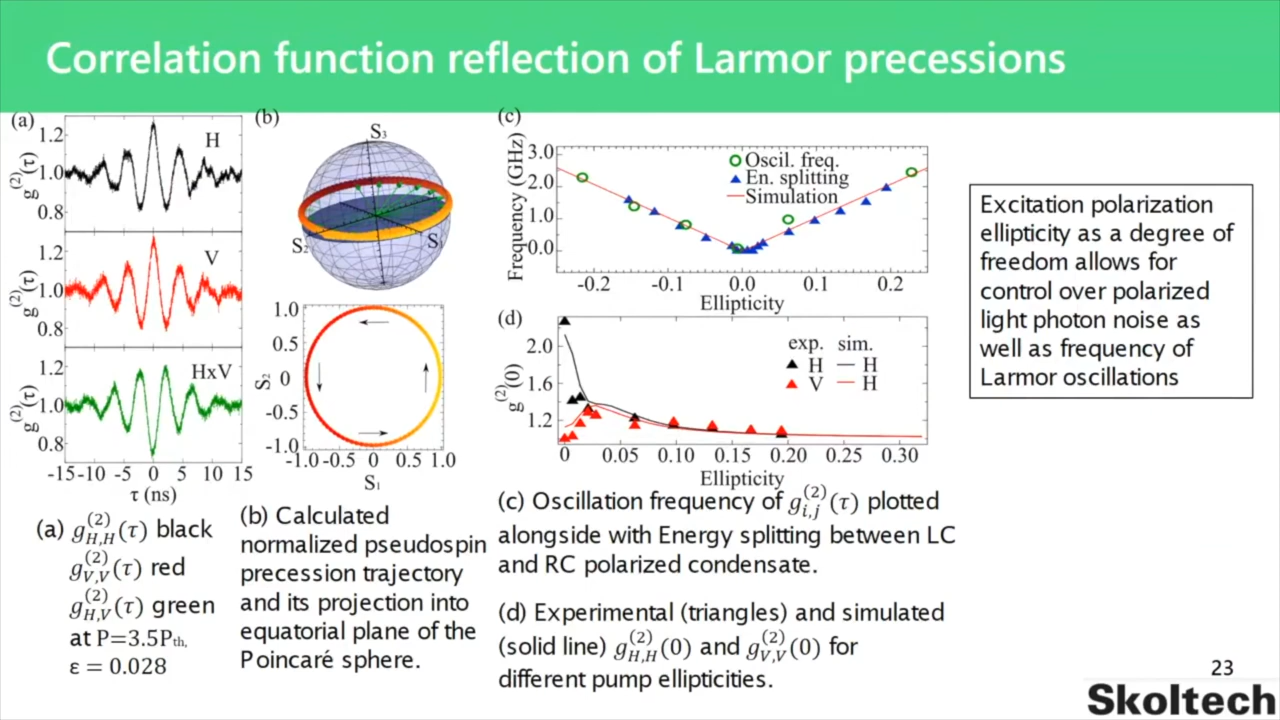 Correlation function reflection of Larmor precessions
(a)
g⁽²⁾(τ)
1.2
1.0
0.8
H
g⁽²⁾(τ)
1.2
1.0
0.8
V
g⁽²⁾(τ)
1.2
1.0
0.8
HxV
-15 -10 -5 0 5 10 15
τ (ns)
(b)
S₃
S₂
S₁
1.0
0.5
0
-0.5
-1.0
S₂
-1.0 -0.5 0 0.5 1.0
S₁
(c)
Frequency (GHz)
3.0
2.0
1.0
0.0
Oscil. freq.
En. splitting
Simulation
-0.2 -0.1 0.0 0.1 0.2
Ellipticity
(d)
g⁽²⁾(0)
2.0
1.6
1.2
exp. sim.
H H
V H
0 0.05 0.10 0.15 0.20 0.25 0.30
Ellipticity
(a) g⁽²⁾H,H(τ) black
g⁽²⁾V,V(τ) red
g⁽²⁾H,V(τ) green
at P=3.5Pth,
ε = 0.028
(b) Calculated
normalized pseudospin
precession trajectory
and its projection into
equatorial plane of the
Poincaré sphere.
(c) Oscillation frequency of g⁽²⁾i,j(τ) plotted
alongside with Energy splitting between LC
and RC polarized condensate.
(d) Experimental (triangles) and simulated
(solid line) g⁽²⁾H,H(0) and g⁽²⁾V,V(0) for
different pump ellipticities.
Excitation polarization
ellipticity as a degree of
freedom allows for
control over polarized
light photon noise as
well as frequency of
Larmor oscillations
23
Skoltech